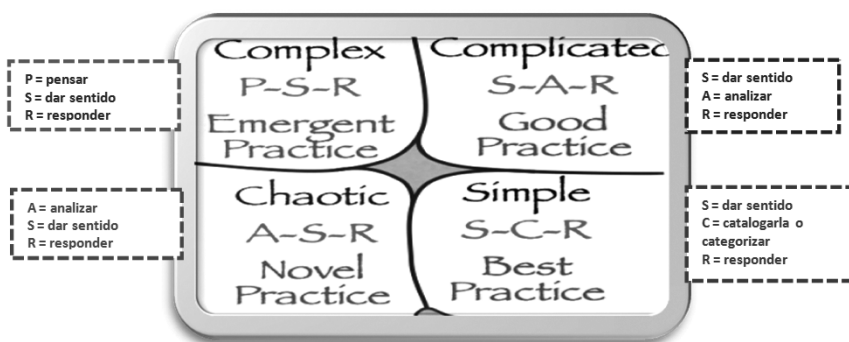 Complex
P-S-R
Emergent
Practice
Complicated
S-A-R
Good
Practice
Chaotic
A-S-R
Novel
Practice
Simple
S-C-R
Best
Practice
P = pensar
S = dar sentido
R = responder
S = dar sentido
A = analizar
R = responder
A = analizar
S = dar sentido
R = responder
S = dar sentido
C = catalogarla o
categorizar
R = responder